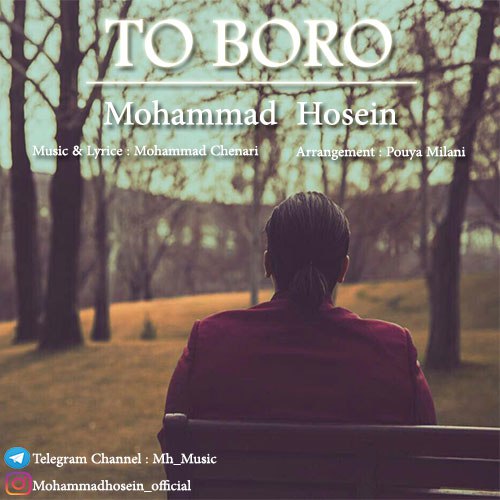 TO BORO
Mohammad Hosein
Music & Lyrice : Mohammad Chenari
Arrangement : Pouya Milani
Telegram Channel : Mh_Music
Mohammadhosein_official